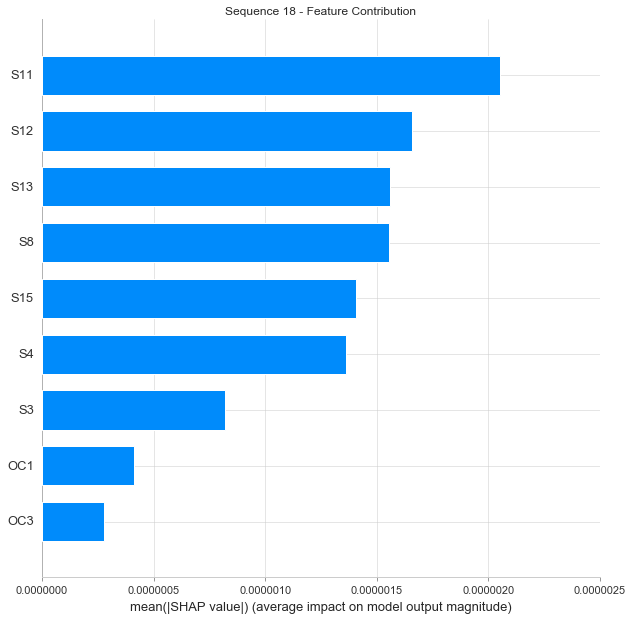 Sequence 18 - Feature Contribution
S11
S12
S13
S8
S15
S4
S3
OC1
OC3
0.0000000 0.0000005 0.0000010 0.0000015 0.0000020 0.0000025
mean(|SHAP value|) (average impact on model output magnitude)